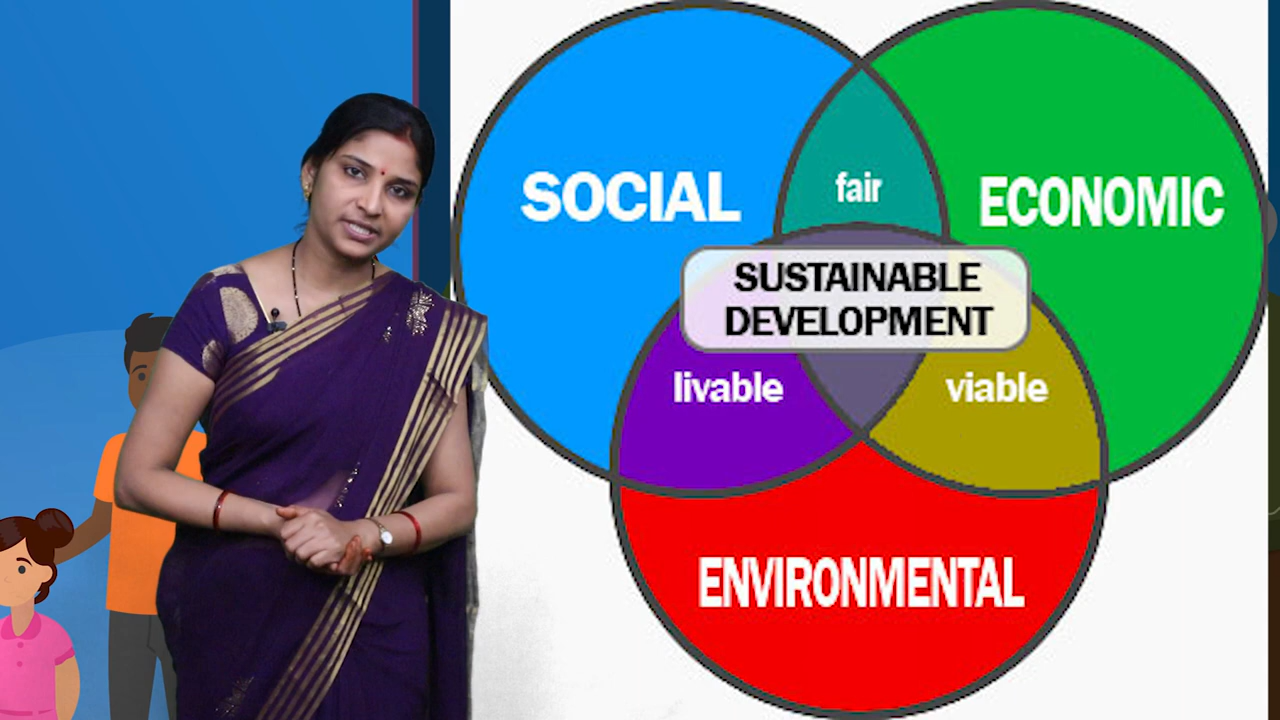 SOCIAL
fair
ECONOMIC
SUSTAINABLE
DEVELOPMENT
livable
viable
ENVIRONMENTAL